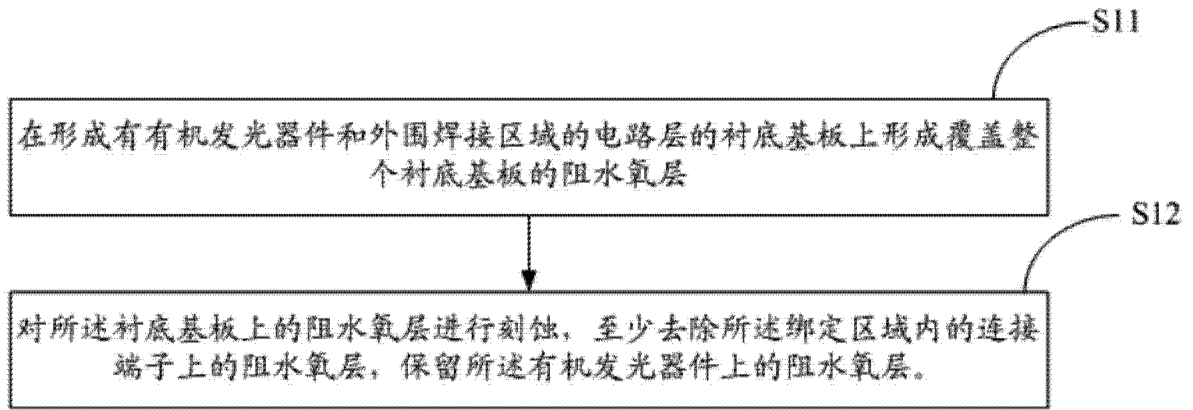 S11
在形成有有机发光器件和外围焊接区域的电路层的衬底基板上形成覆盖整
个衬底基板的阻水氧层
S12
对所述衬底基板上的阻水氧层进行刻蚀，至少去除所述绑定区域内的连接
端子上的阻水氧层，保留所述有机发光器件上的阻水氧层。